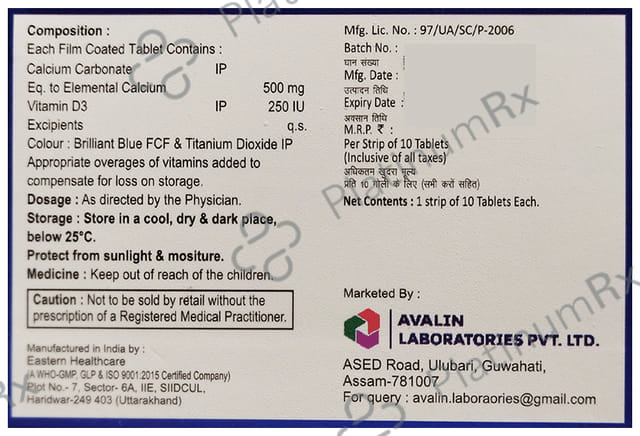 Composition :
Each Film Coated Tablet Contains :
Calcium Carbonate IP
Eq. to Elemental Calcium 500 mg
Vitamin D3 IP 250 IU
Excipients q.s.
Colour : Brilliant Blue FCF & Titanium Dioxide IP
Appropriate overages of vitamins added to
compensate for loss on storage.
Dosage : As directed by the Physician.
Storage : Store in a cool, dry & dark place,
below 25°C.
Protect from sunlight & mositure.
Medicine : Keep out of reach of the children.
Caution : Not to be sold by retail without the
prescription of a Registered Medical Practitioner.
Manufactured in India by :
Eastern Healthcare
(A WHO-GMP, GLP & ISO 9001:2015 Certified Company)
Plot No.- 7, Sector- 6A, IIE, SIIDCUL,
Haridwar-249 403 (Uttarakhand)
Mfg. Lic. No. : 97/UA/SC/P-2006
Batch No. :
घान संख्या
Mfg. Date :
उत्पादन तिथि
Expiry Date :
अवसान तिथि
M.R.P. ₹ :
Per Strip of 10 Tablets
(Inclusive of all taxes)
अधिकतम खुदरा मूल्य
प्रति 10 गोली के लिए (सभी करों सहित)
Net Contents : 1 strip of 10 Tablets Each.
Marketed By :
AVALIN
LABORATORIES PVT. LTD.
ASED Road, Ulubari, Guwahati,
Assam-781007
For query : avalin.laboraories@gmail.com
PlatinumRx
PlatinumRx
PlatinumRx